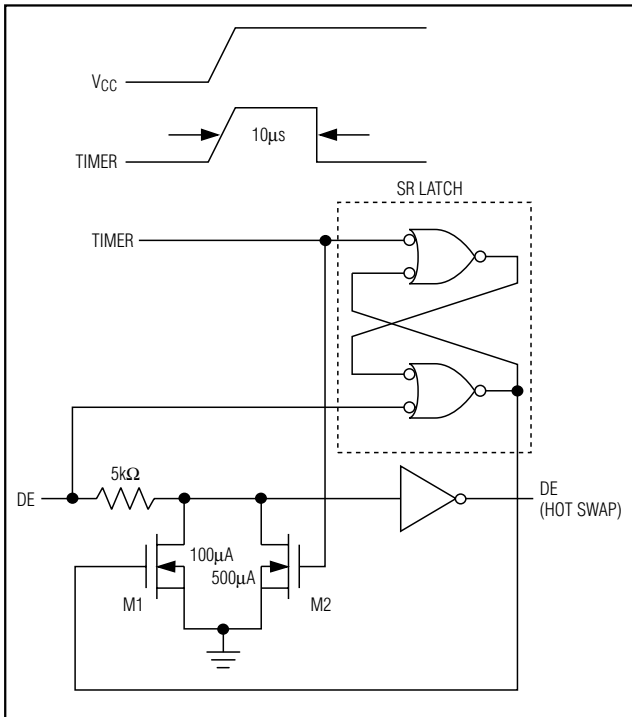 VCC
10µs
TIMER
SR LATCH
TIMER
5kΩ
DE
DE
(HOT SWAP)
100µA
500µA
M1
M2